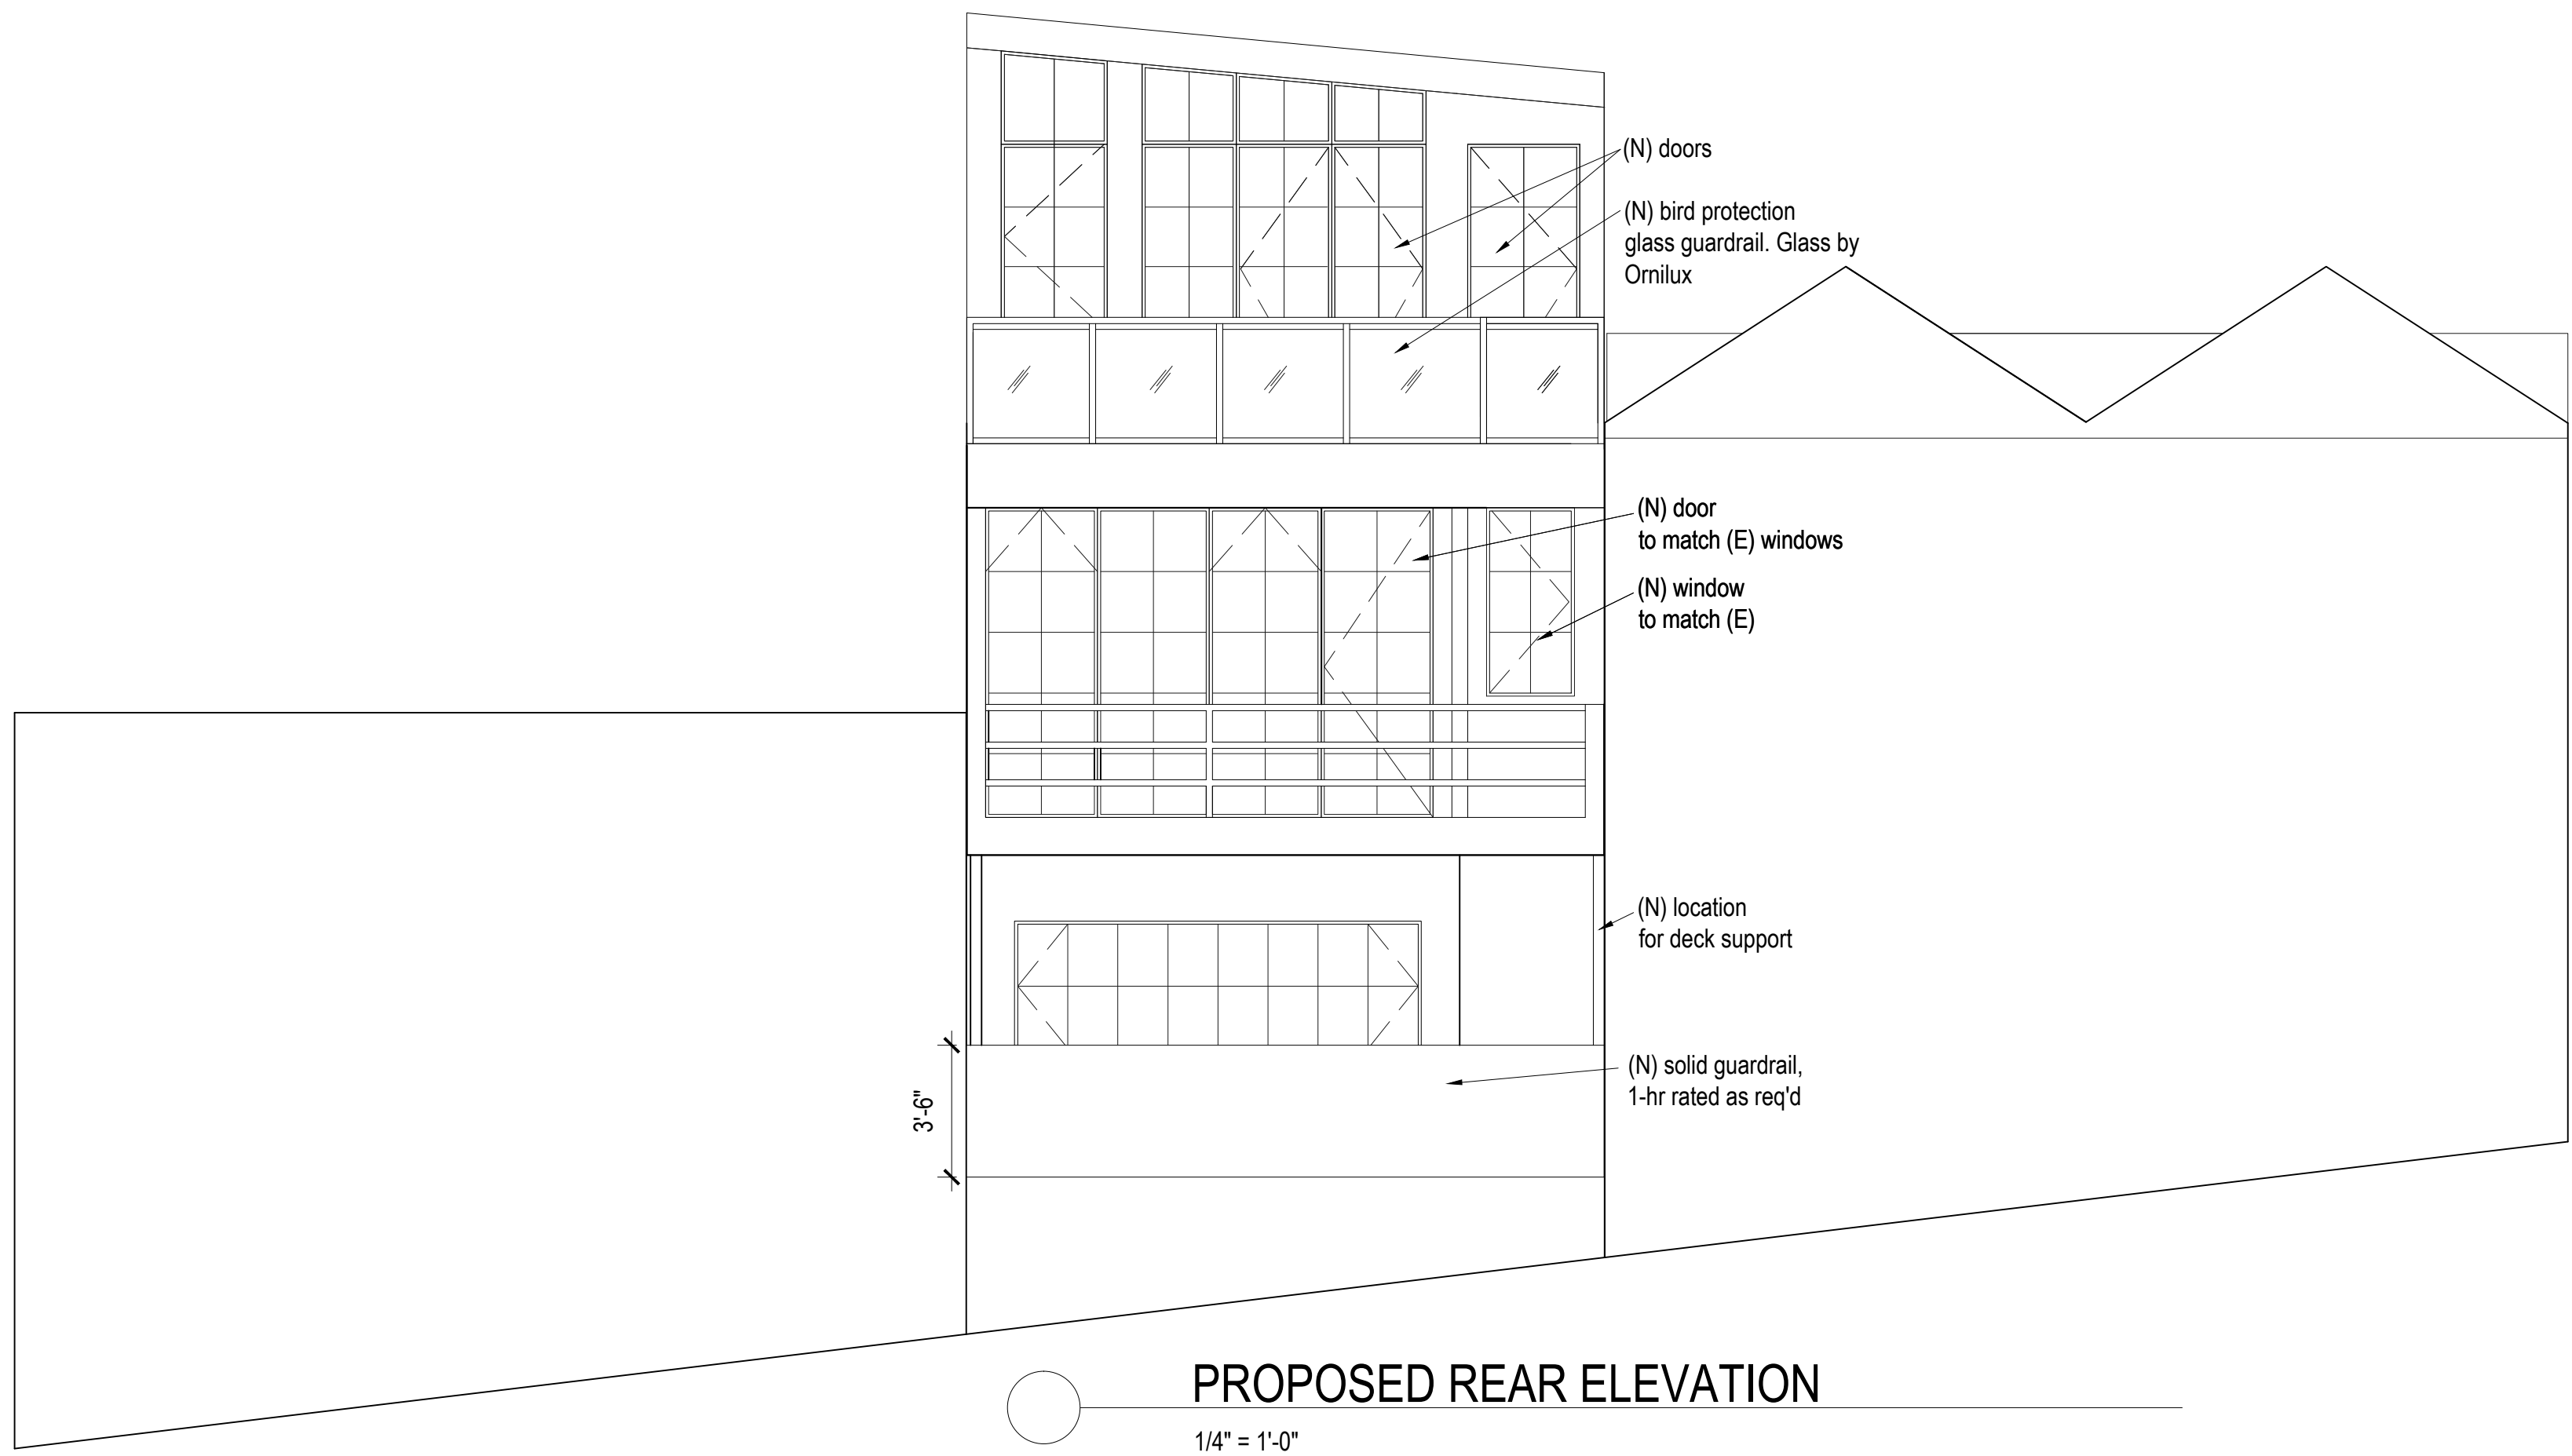 (N) doors
(N) bird protection
glass guardrail. Glass by
Ornilux
(N) door
to match (E) windows
(N) window
to match (E)
(N) location
for deck support
(N) solid guardrail,
1-hr rated as req'd
3'-6"
PROPOSED REAR ELEVATION
1/4" = 1'-0"